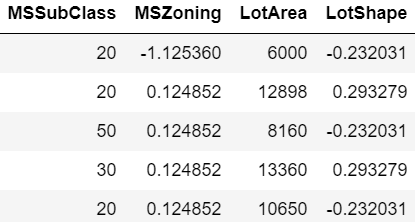 MSSubClass MSZoning LotArea LotShape
20 -1.125360 6000 -0.232031
20 0.124852 12898 0.293279
50 0.124852 8160 -0.232031
30 0.124852 13360 0.293279
20 0.124852 10650 -0.232031